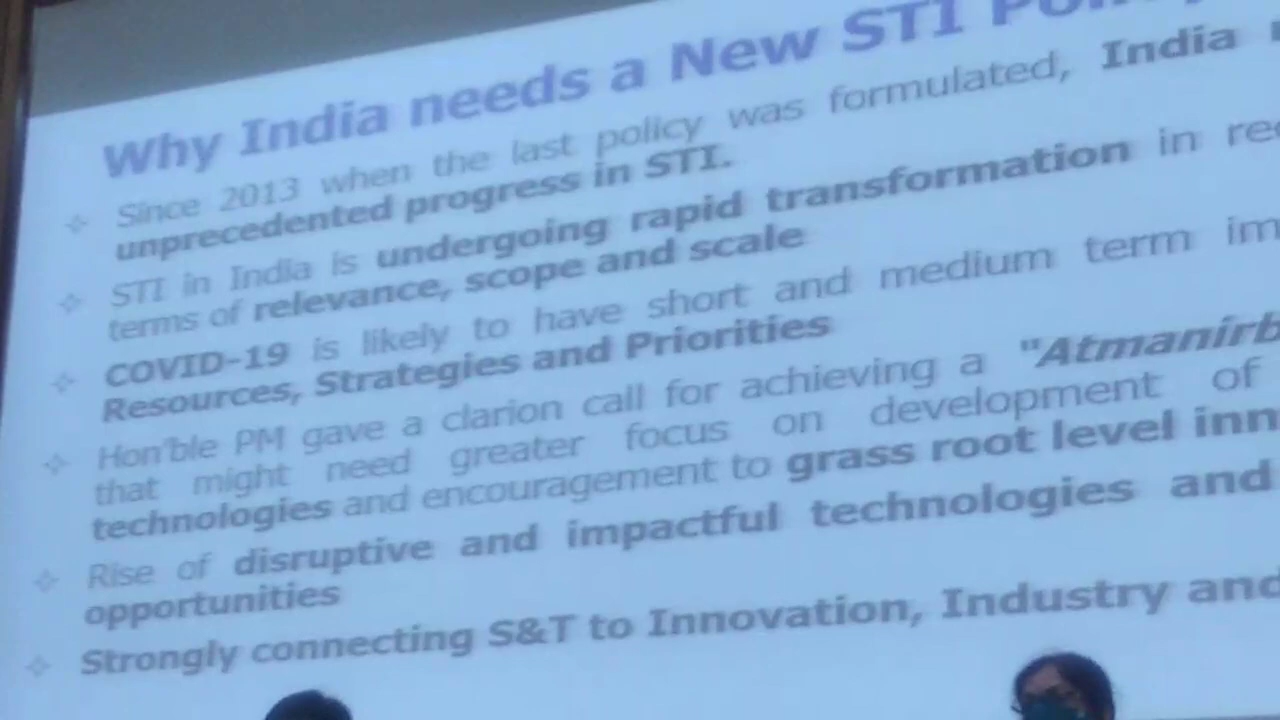 Why India needs a New STI Policy
Since 2013 when the last policy was formulated, India
unprecedented progress in STI.
STI in India is undergoing rapid transformation in
terms of relevance, scope and scale
COVID-19 is likely to have short and medium term
Resources, Strategies and Priorities
Hon'ble PM gave a clarion call for achieving a "Atmanirb
that might need greater focus on development of
technologies and encouragement to grass root level inn
Rise of disruptive and impactful technologies and
opportunities
Strongly connecting S&T to Innovation, Industry and